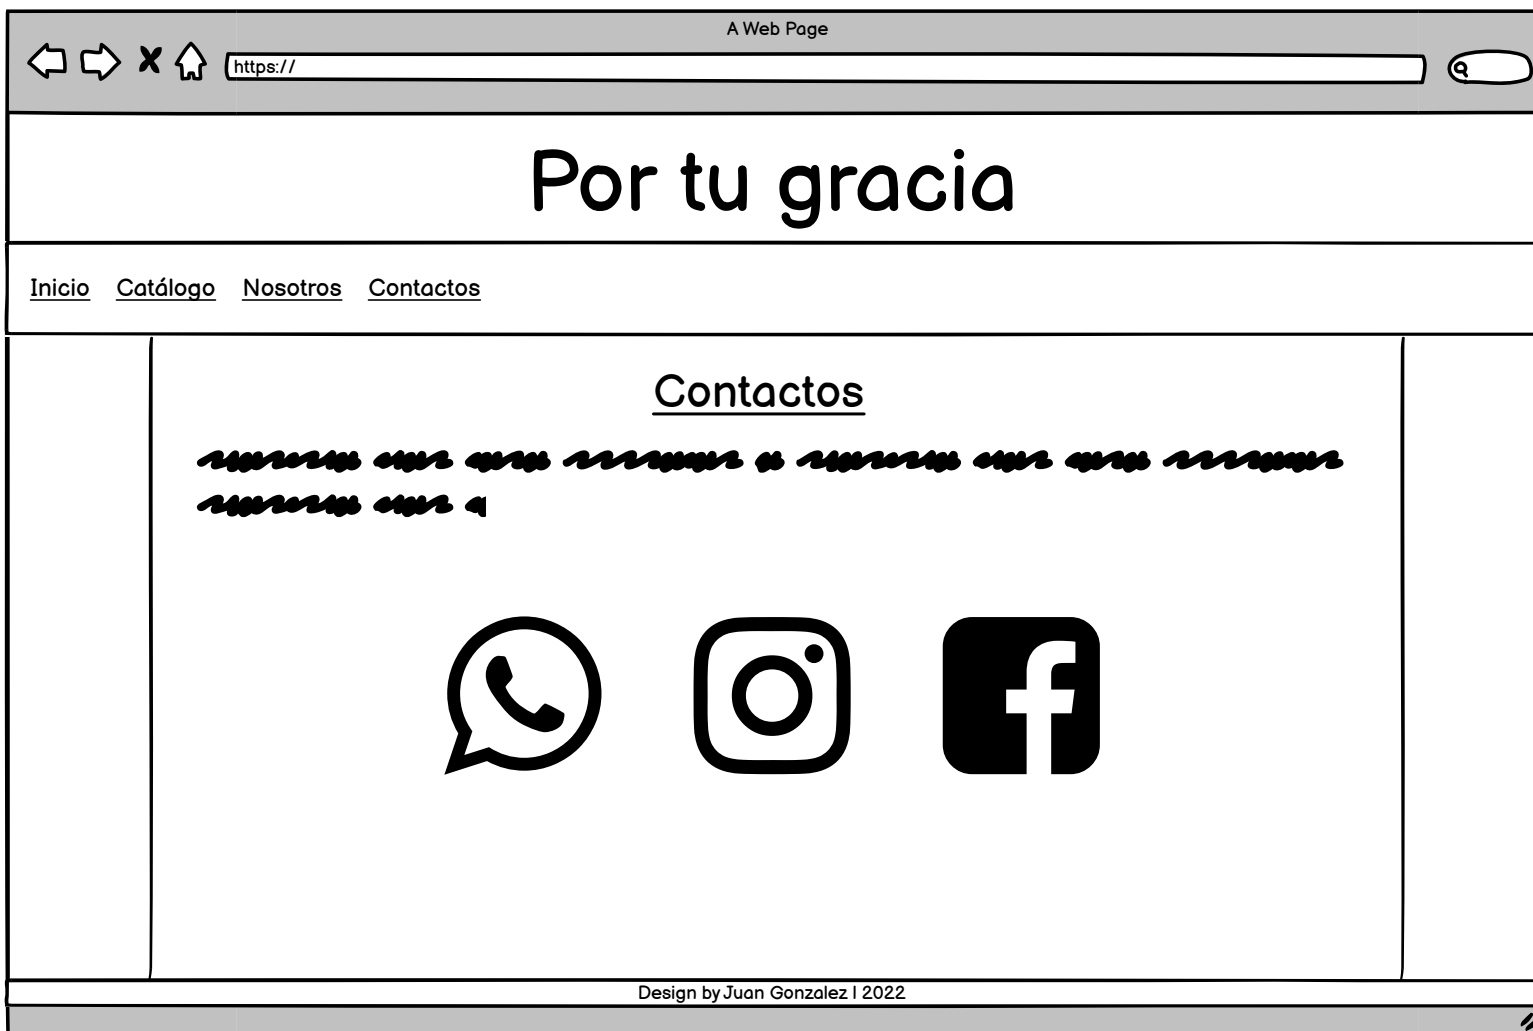 A Web Page
https://
Por tu gracia
Inicio Catálogo Nosotros Contactos
Contactos
Design by Juan Gonzalez | 2022